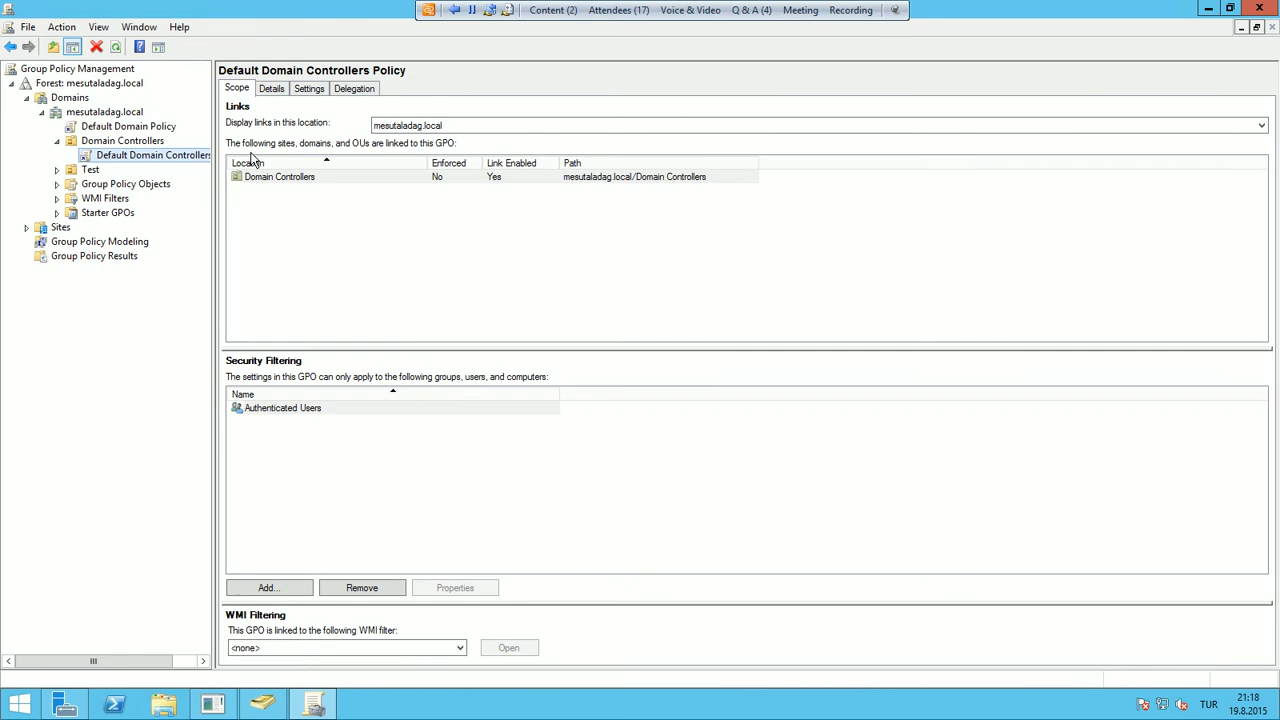 Content (2) Attendees (17) Voice & Video Q & A (4) Meeting Recording
File Action View Window Help
Group Policy Management
Forest: mesutaladag.local
Domains
mesutaladag.local
Default Domain Policy
Domain Controllers
Default Domain Controllers
Test
Group Policy Objects
WMI Filters
Starter GPOs
Sites
Group Policy Modeling
Group Policy Results
Default Domain Controllers Policy
Scope Details Settings Delegation
Links
Display links in this location: mesutaladag.local
The following sites, domains, and OUs are linked to this GPO:
Location Enforced Link Enabled Path
Domain Controllers No Yes mesutaladag.local/Domain Controllers
Security Filtering
The settings in this GPO can only apply to the following groups, users, and computers:
Name
Authenticated Users
Add... Remove Properties
WMI Filtering
This GPO is linked to the following WMI filter:
<none> Open
TUR
21:18
19.8.2015